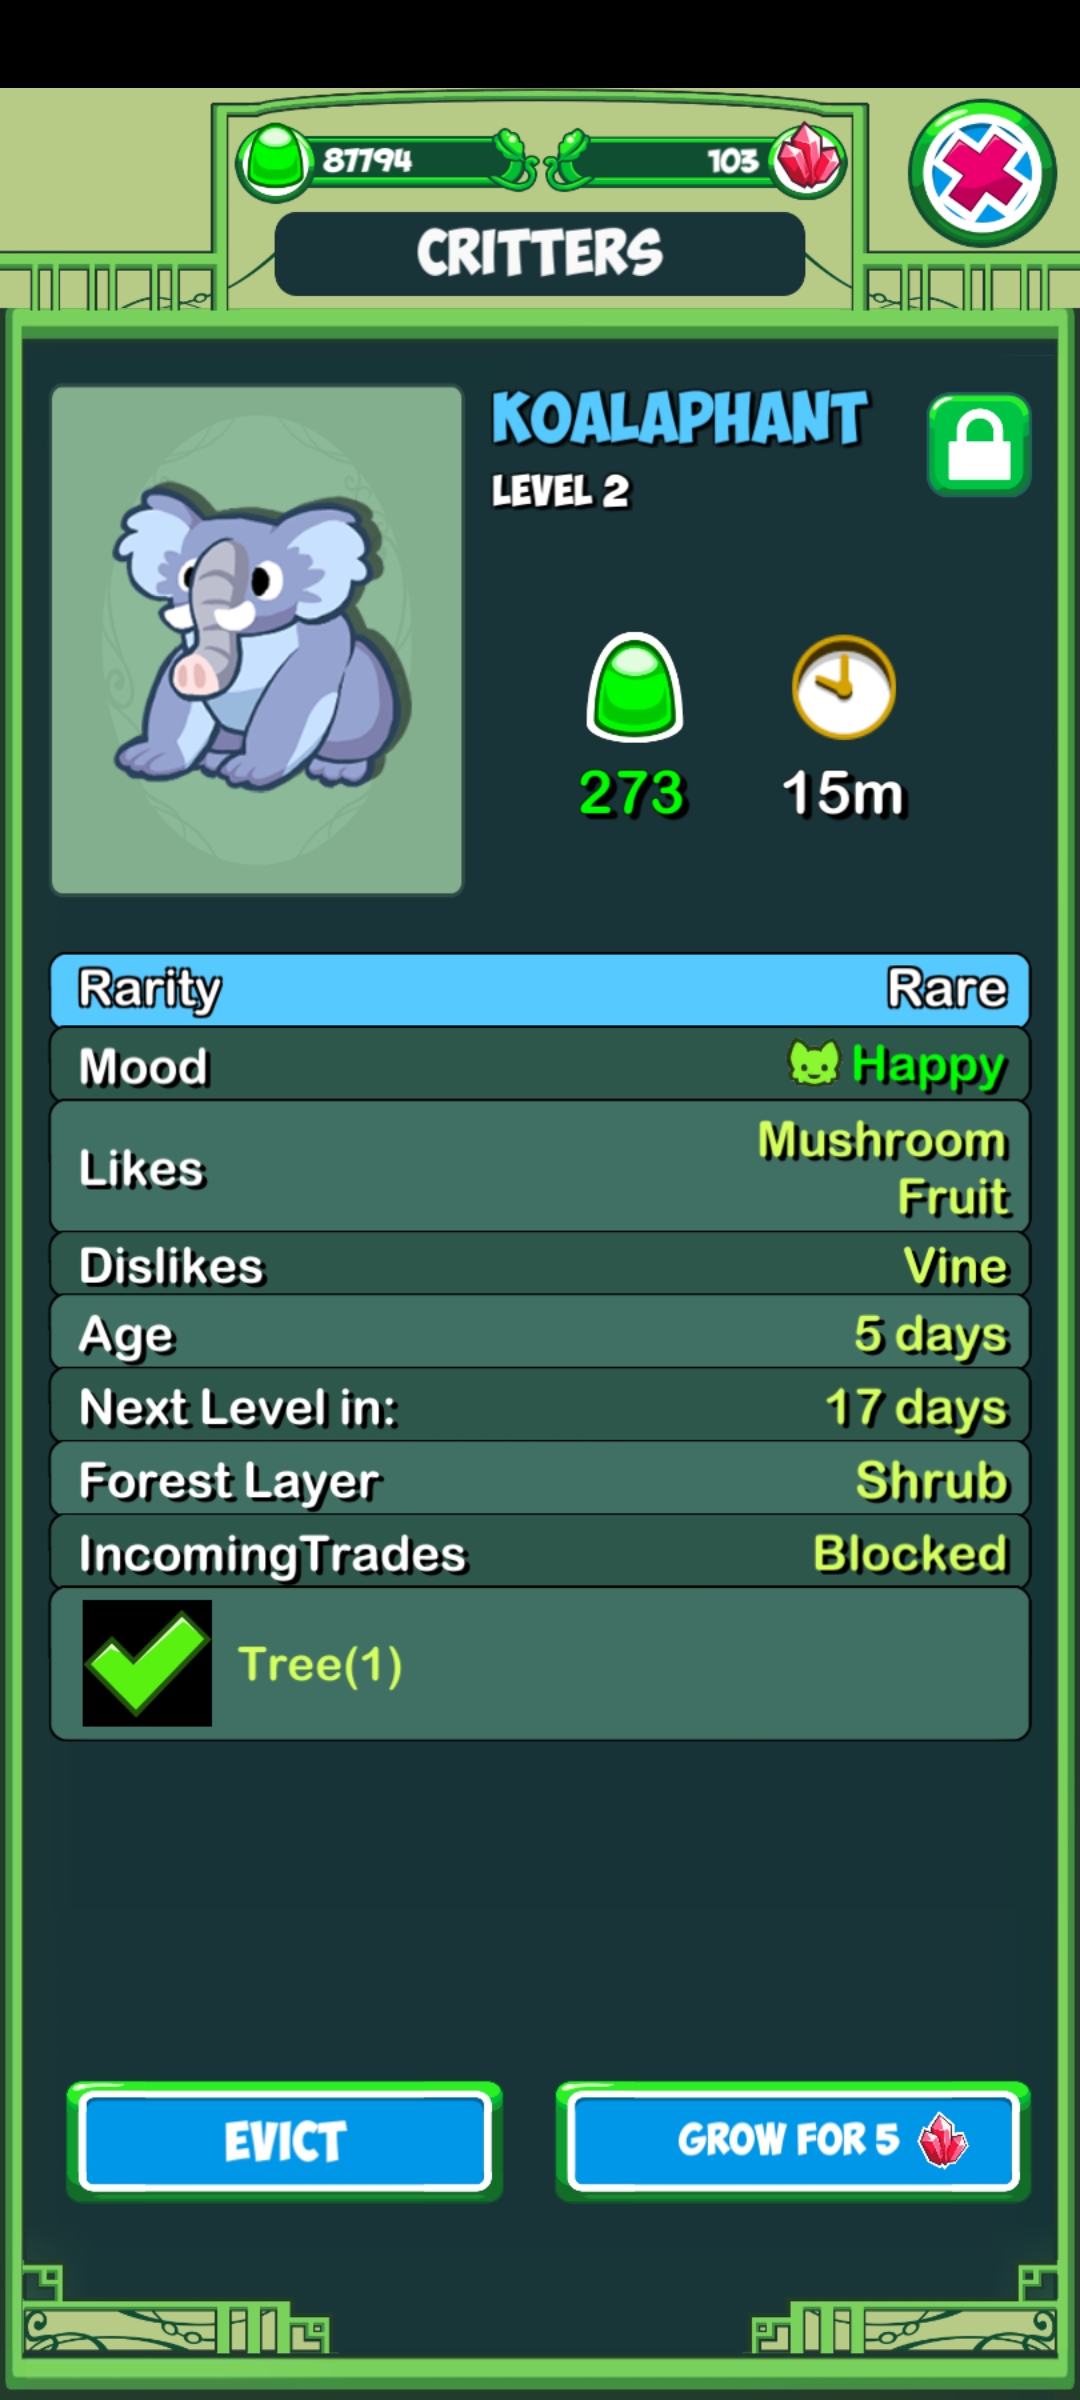 87794
103
CRITTERS
KOALAPHANT
LEVEL 2
273
15m
Rarity Rare
Mood Happy
Likes Mushroom
Fruit
Dislikes Vine
Age 5 days
Next Level in: 17 days
Forest Layer Shrub
IncomingTrades Blocked
Tree(1)
EVICT
GROW FOR 5